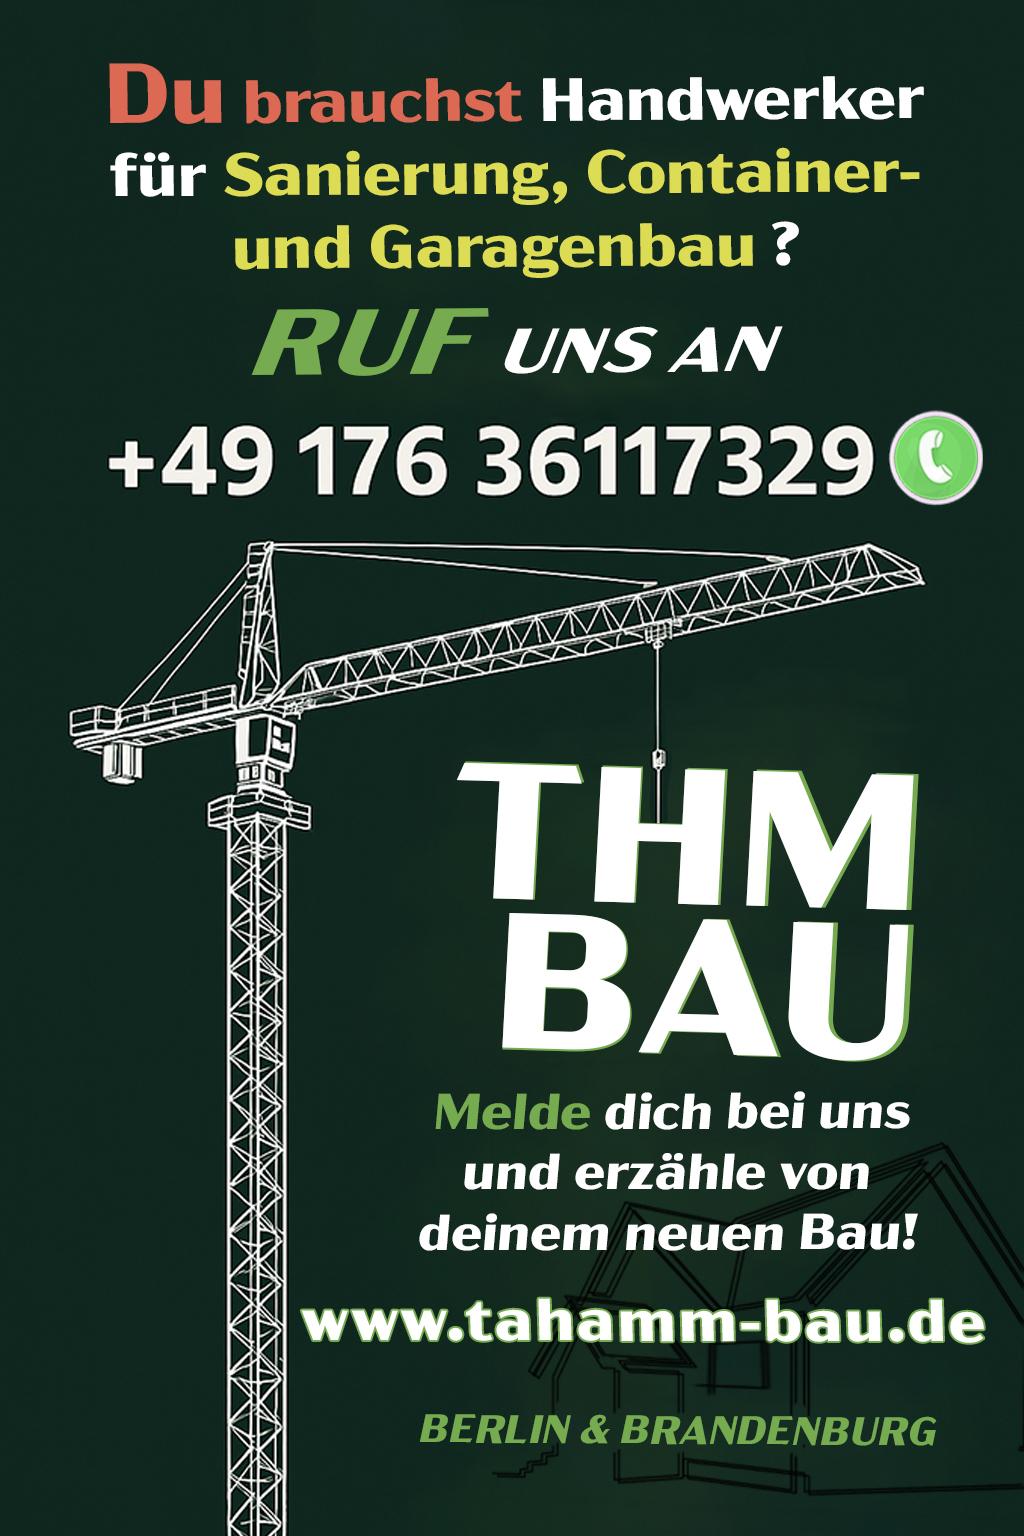 Du brauchst Handwerker
für Sanierung, Container-
und Garagenbau ?
RUF UNS AN
+49 176 36117329
THM
BAU
Melde dich bei uns
und erzähle von
deinem neuen Bau!
www.tahamm-bau.de
BERLIN & BRANDENBURG